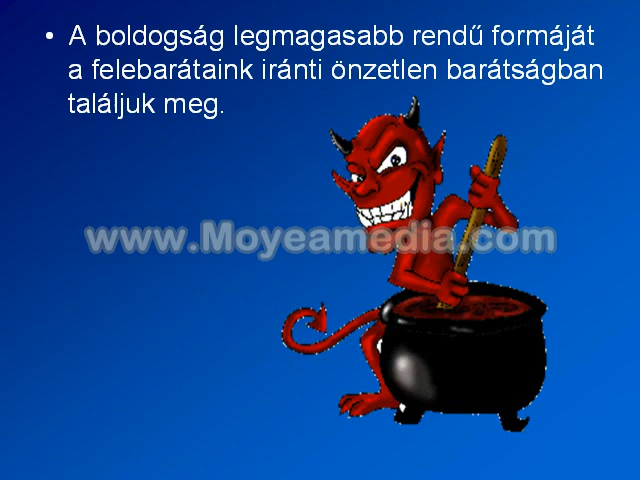 • A boldogság legmagasabb rendű formáját
a felebarátaink iránti önzetlen barátságban
találjuk meg.
www.Moyeamedia.com